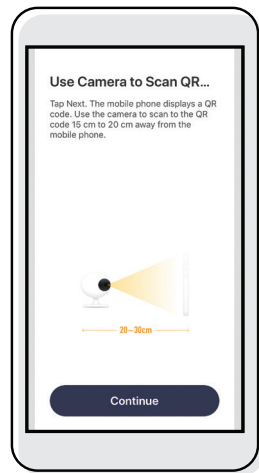 Use Camera to Scan QR...
Tap Next. The mobile phone displays a QR
code. Use the camera to scan to the QR
code 15 cm to 20 cm away from the
mobile phone.
20~30cm
Continue